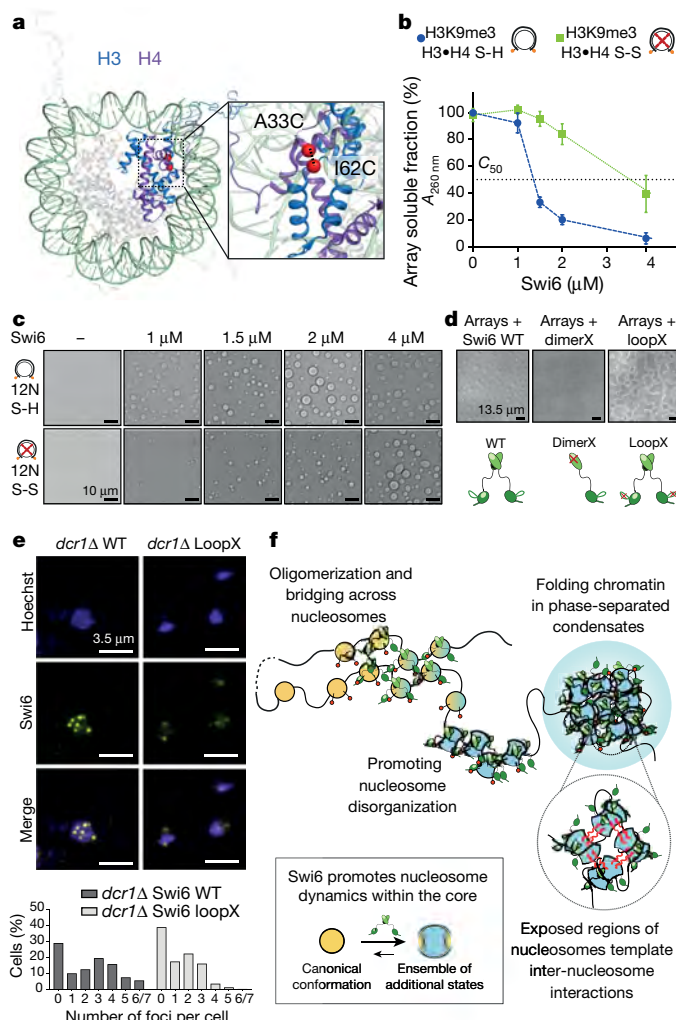 a
H3 H4
A33C
I62C
b
H3K9me3
H3•H4 S-H
H3K9me3
H3•H4 S-S
Array soluble fraction (%)
A260 nm
100
80
60
40
20
0
C50
0 1 2 3 4
Swi6 (μM)
c
Swi6 – 1 μM 1.5 μM 2 μM 4 μM
12N
S-H
12N
S-S
10 μm
d
Arrays +
Swi6 WT
Arrays +
dimerX
Arrays +
loopX
13.5 μm
WT DimerX LoopX
e
dcr1Δ WT dcr1Δ LoopX
Hoechst
3.5 μm
Swi6
Merge
dcr1Δ Swi6 WT
dcr1Δ Swi6 loopX
Cells (%)
50
40
30
20
10
0
0 1 2 3 4 5 6/7 0 1 2 3 4 5 6/7
Number of foci per cell
f
Oligomerization and
bridging across
nucleosomes
Folding chromatin
in phase-separated
condensates
Promoting
nucleosome
disorganization
Swi6 promotes nucleosome
dynamics within the core
Canonical
conformation
Ensemble of
additional states
Exposed regions of
nucleosomes template
inter-nucleosome
interactions